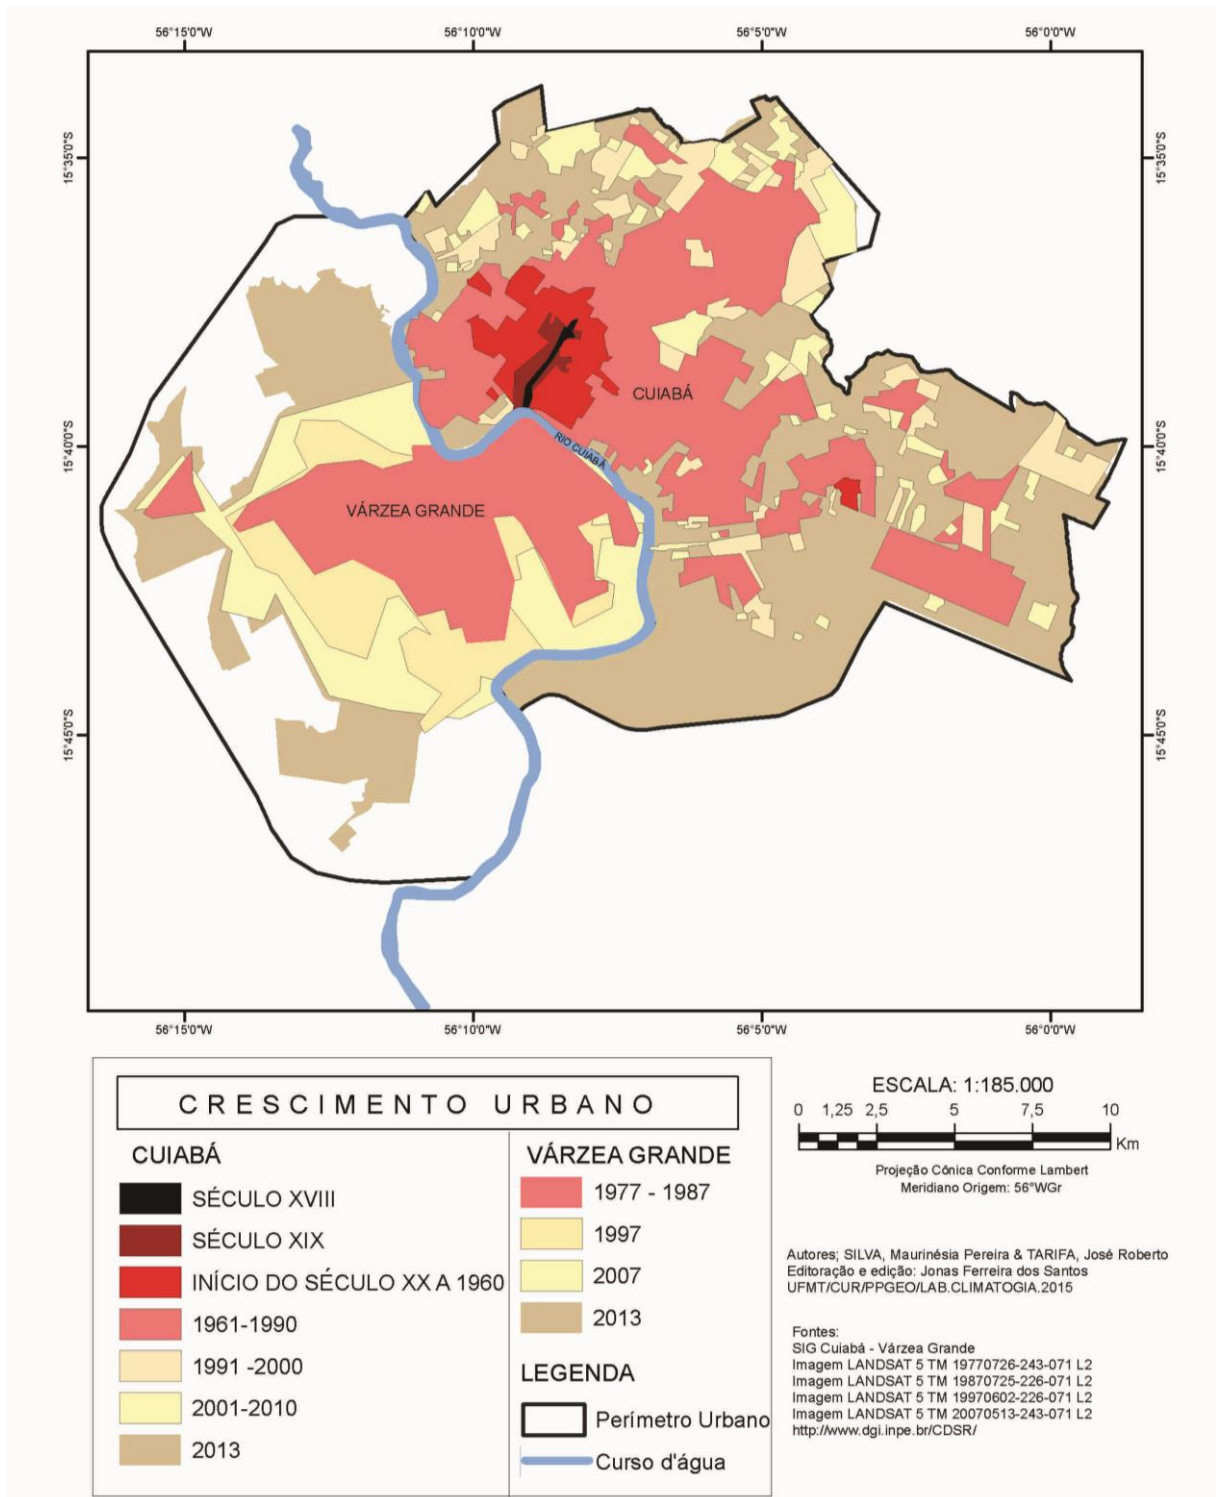 56°15'0"W 56°10'0"W 56°5'0"W 56°0'0"W
15°35'0"S 15°35'0"S
CUIABÁ
RIO CUIABÁ
15°40'0"S 15°40'0"S
VÁRZEA GRANDE
15°45'0"S 15°45'0"S
56°15'0"W 56°10'0"W 56°5'0"W 56°0'0"W
CRESCIMENTO URBANO
CUIABÁ
SÉCULO XVIII
SÉCULO XIX
INÍCIO DO SÉCULO XX A 1960
1961-1990
1991 -2000
2001-2010
2013
VÁRZEA GRANDE
1977 - 1987
1997
2007
2013
LEGENDA
Perímetro Urbano
Curso d'água
ESCALA: 1:185.000
0 1,25 2,5 5 7,5 10
Km
Projeção Cônica Conforme Lambert
Meridiano Origem: 56°WGr
Autores; SILVA, Maurinésia Pereira & TARIFA, José Roberto
Editoração e edição: Jonas Ferreira dos Santos
UFMT/CUR/PPGEO/LAB.CLIMATOGIA.2015
Fontes:
SIG Cuiabá - Várzea Grande
Imagem LANDSAT 5 TM 19770726-243-071 L2
Imagem LANDSAT 5 TM 19870725-226-071 L2
Imagem LANDSAT 5 TM 19970602-226-071 L2
Imagem LANDSAT 5 TM 20070513-243-071 L2
http://www.dgi.inpe.br/CDSR/